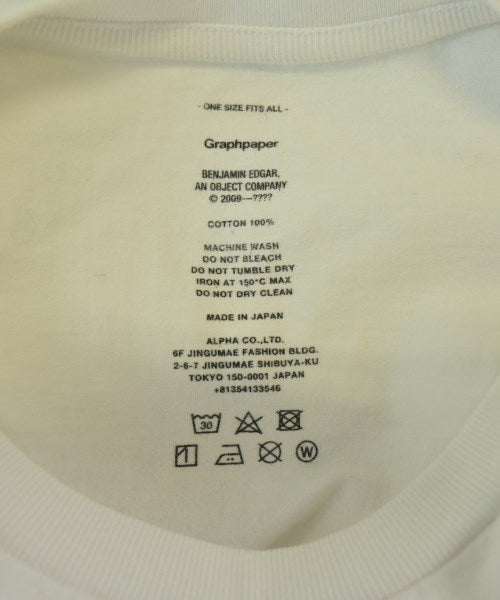 - ONE SIZE FITS ALL -
Graphpaper
BENJAMIN EDGAR,
AN OBJECT COMPANY
© 2009—????
COTTON 100%
MACHINE WASH
DO NOT BLEACH
DO NOT TUMBLE DRY
IRON AT 150°C MAX
DO NOT DRY CLEAN
MADE IN JAPAN
ALPHA CO.,LTD.
6F JINGUMAE FASHION BLDG.
2-6-7 JINGUMAE SHIBUYA-KU
TOKYO 150-0001 JAPAN
+81354133546
30
W